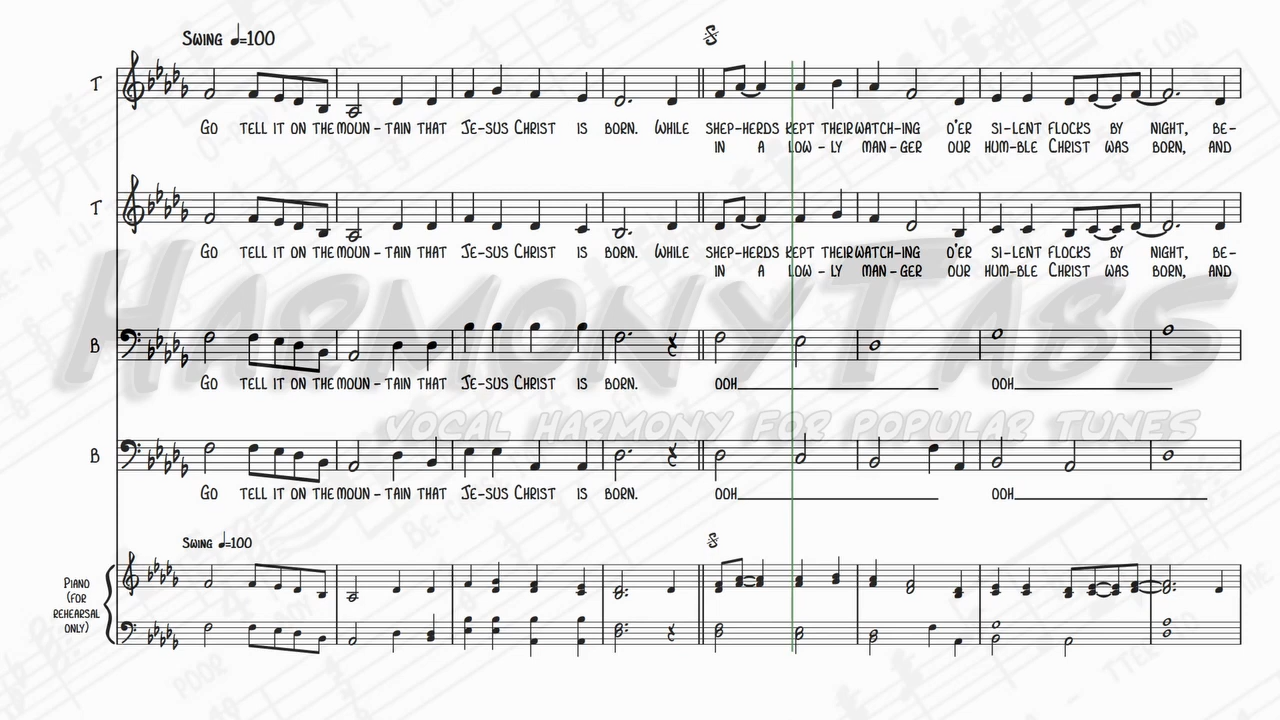 Swing ♩=100
T
Go tell it on the moun - tain that Je-sus Christ is born. While shep-herds kept their watch-ing o'er si-lent flocks by night, be-
in a low - ly man-ger our hum-ble Christ was born, and
T
Go tell it on the moun - tain that Je-sus Christ is born. While shep-herds kept their watch-ing o'er si-lent flocks by night, be-
in a low - ly man-ger our hum-ble Christ was born, and
HarmonyTabs
B
Go tell it on the moun - tain that Je-sus Christ is born. ooh ooh
vocal harmony for popular tunes
B
Go tell it on the moun - tain that Je-sus Christ is born. ooh ooh
Swing ♩=100
Piano
(for
rehearsal
only)